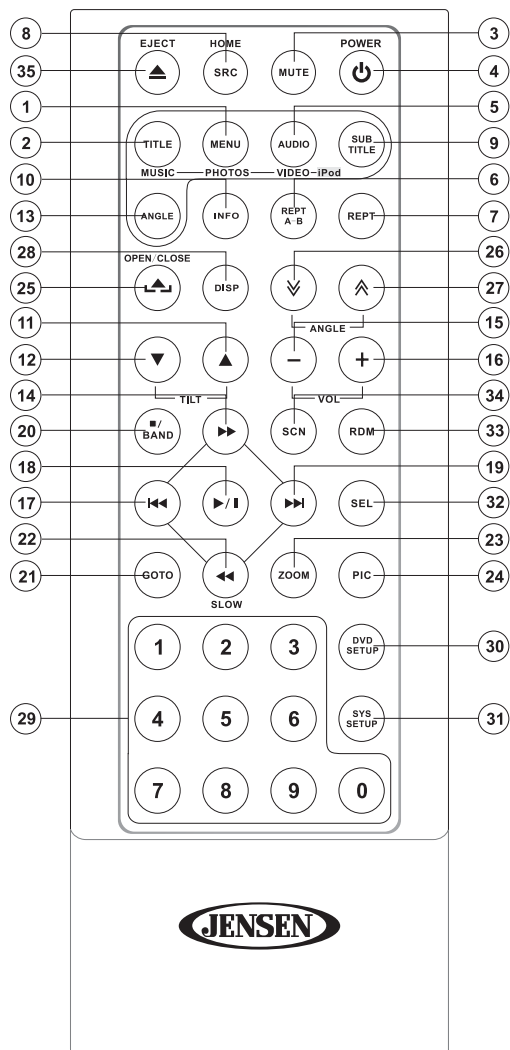 8 EJECT HOME POWER 3
35 SRC MUTE 4
1 5
2 TITLE MENU AUDIO SUB TITLE 9
10 MUSIC PHOTOS VIDEO iPod 6
13 ANGLE INFO REPT A-B REPT 7
28 OPEN/CLOSE 26
25 DISP 27
11 ANGLE 15
12 − + 16
14 TILT VOL 34
20 ■/BAND ▶▶ SCN RDM 33
18 19
17 ▶/❚❚ SEL 32
22 23
21 GOTO ◀◀ ZOOM PIC 24
SLOW
1 2 3 DVD SETUP 30
29 4 5 6 SYS SETUP 31
7 8 9 0
JENSEN